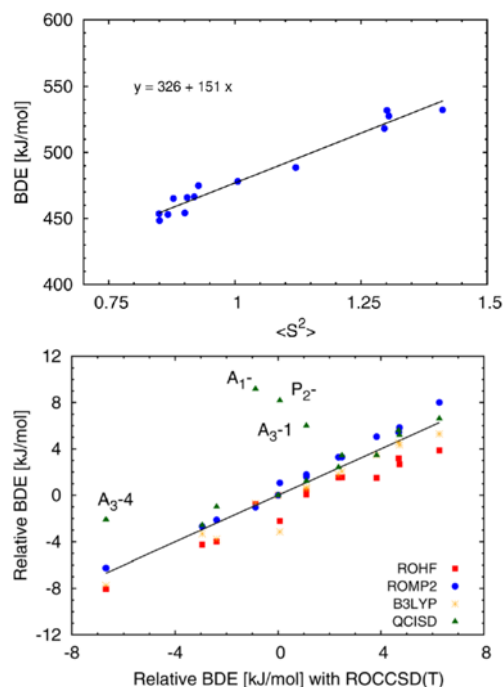 600
550
500
450
400
BDE [kJ/mol]
y = 326 + 151 x
0.75 1 1.25 1.5
<S²>
12
8
4
0
-4
-8
-12
Relative BDE [kJ/mol]
A₁-
P₂-
A₃-1
A₃-4
ROHF
ROMP2
B3LYP
QCISD
-8 -4 0 4 8
Relative BDE [kJ/mol] with ROCCSD(T)